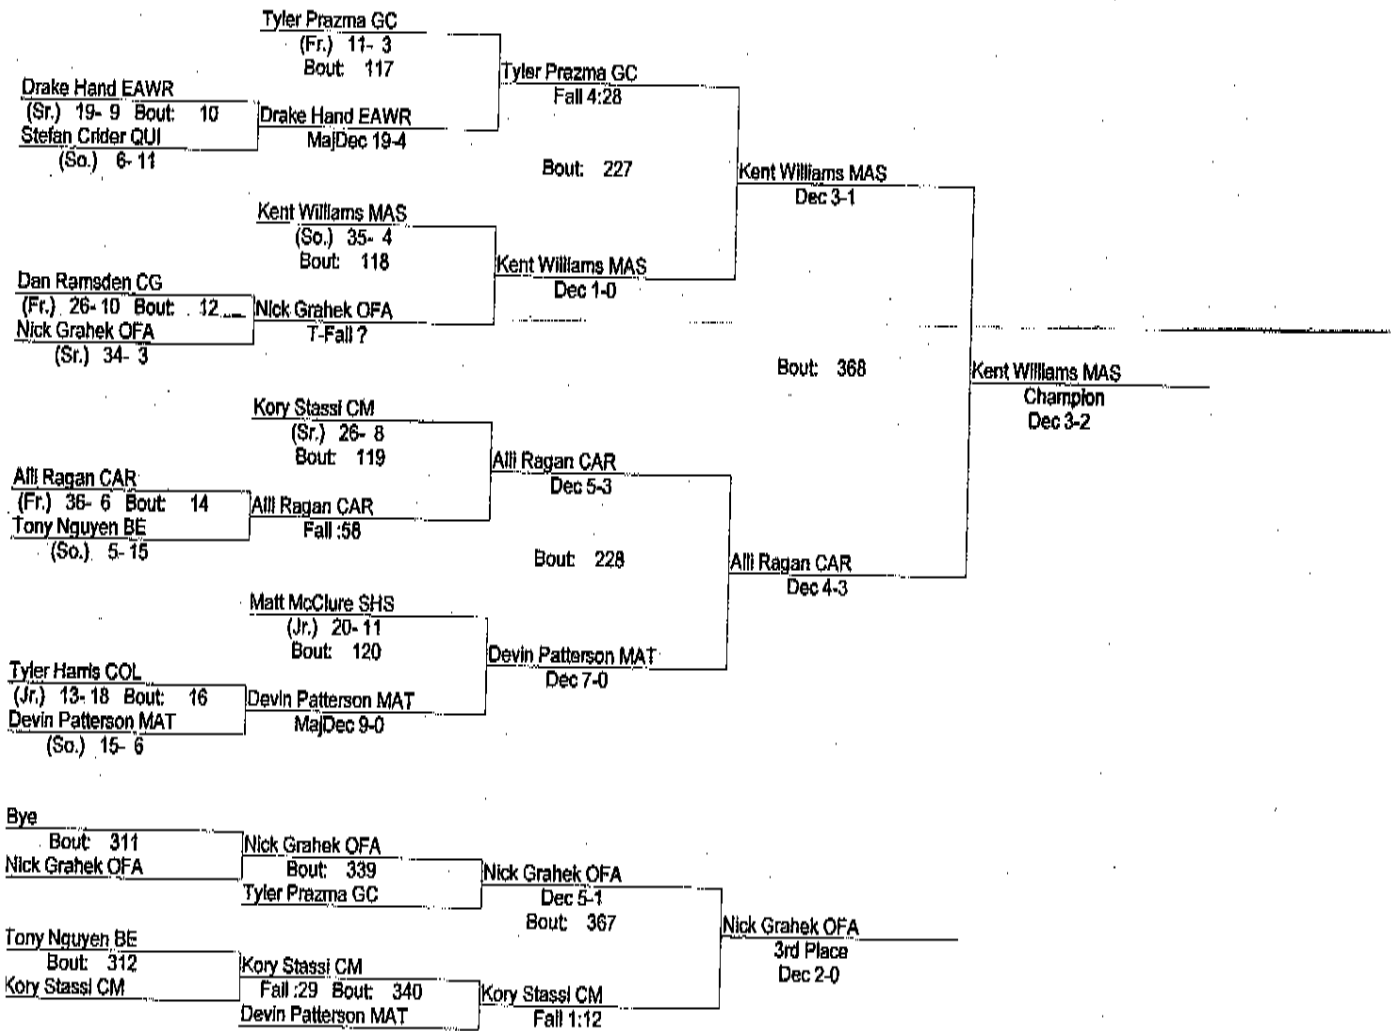 Tyler Prazma GC
(Fr.) 11- 3
Bout: 117
Tyler Prazma GC
Fall 4:28
Drake Hand EAWR
(Sr.) 19- 9 Bout: 10
Stefan Crider QUI
(So.) 6- 11
Drake Hand EAWR
MajDec 19-4
Bout: 227
Kent Williams MAS
Dec 3-1
Kent Williams MAS
(So.) 35- 4
Bout: 118
Kent Williams MAS
Dec 1-0
Dan Ramsden CG
(Fr.) 26- 10 Bout: 12
Nick Grahek OFA
(Sr.) 34- 3
Nick Grahek OFA
T-Fall ?
Bout: 368
Kent Williams MAS
Champion
Dec 3-2
Kory Stassi CM
(Sr.) 26- 8
Bout: 119
Alli Ragan CAR
Dec 5-3
Alli Ragan CAR
(Fr.) 36- 6 Bout: 14
Tony Nguyen BE
(So.) 5- 15
Alli Ragan CAR
Fall :58
Bout: 228
Alli Ragan CAR
Dec 4-3
Matt McClure SHS
(Jr.) 20- 11
Bout: 120
Devin Patterson MAT
Dec 7-0
Tyler Harris COL
(Jr.) 13- 18 Bout: 16
Devin Patterson MAT
(So.) 15- 6
Devin Patterson MAT
MajDec 9-0
Bye
Bout: 311
Nick Grahek OFA
Nick Grahek OFA
Bout: 339
Tyler Prazma GC
Nick Grahek OFA
Dec 5-1
Bout: 367
Nick Grahek OFA
3rd Place
Dec 2-0
Tony Nguyen BE
Bout: 312
Kory Stassi CM
Kory Stassi CM
Fall :29 Bout: 340
Devin Patterson MAT
Kory Stassi CM
Fall 1:12